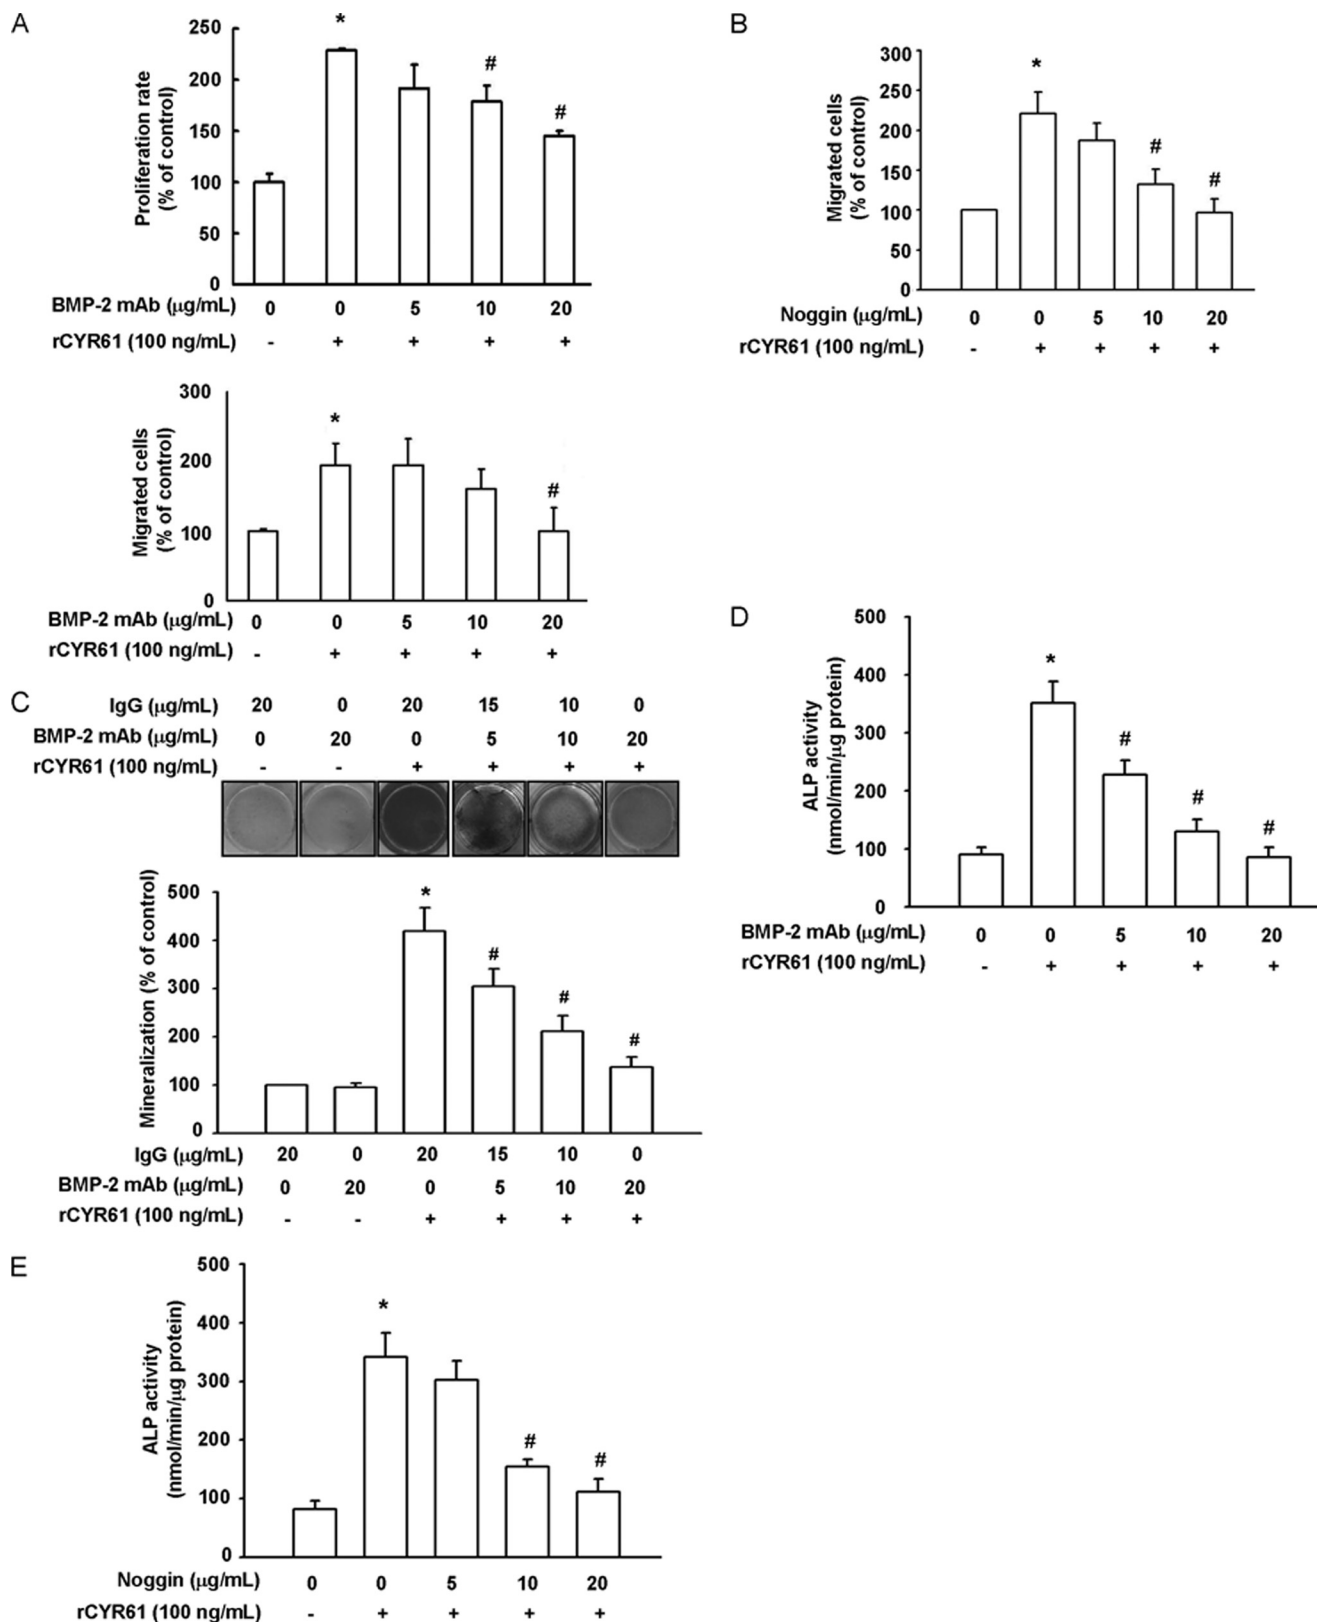 A
Proliferation rate
(% of control)
250
*
200
#
150
#
100
50
0
BMP-2 mAb (μg/mL) 0 0 5 10 20
rCYR61 (100 ng/mL) - + + + +
Migrated cells
(% of control)
300
*
200
#
100
0
BMP-2 mAb (μg/mL) 0 0 5 10 20
rCYR61 (100 ng/mL) - + + + +
B
Migrated cells
(% of control)
300
*
250
200
#
150
#
100
50
0
Noggin (μg/mL) 0 0 5 10 20
rCYR61 (100 ng/mL) - + + + +
C
IgG (μg/mL) 20 0 20 15 10 0
BMP-2 mAb (μg/mL) 0 20 0 5 10 20
rCYR61 (100 ng/mL) - - + + + +
Mineralization (% of control)
500
*
400
#
300
#
200
#
100
0
IgG (μg/mL) 20 0 20 15 10 0
BMP-2 mAb (μg/mL) 0 20 0 5 10 20
rCYR61 (100 ng/mL) - - + + + +
D
ALP activity
(nmol/min/μg protein)
500
*
400
#
300
#
200
#
100
0
BMP-2 mAb (μg/mL) 0 0 5 10 20
rCYR61 (100 ng/mL) - + + + +
E
ALP activity
(nmol/min/μg protein)
500
*
400
300
#
200
#
100
0
Noggin (μg/mL) 0 0 5 10 20
rCYR61 (100 ng/mL) - + + + +